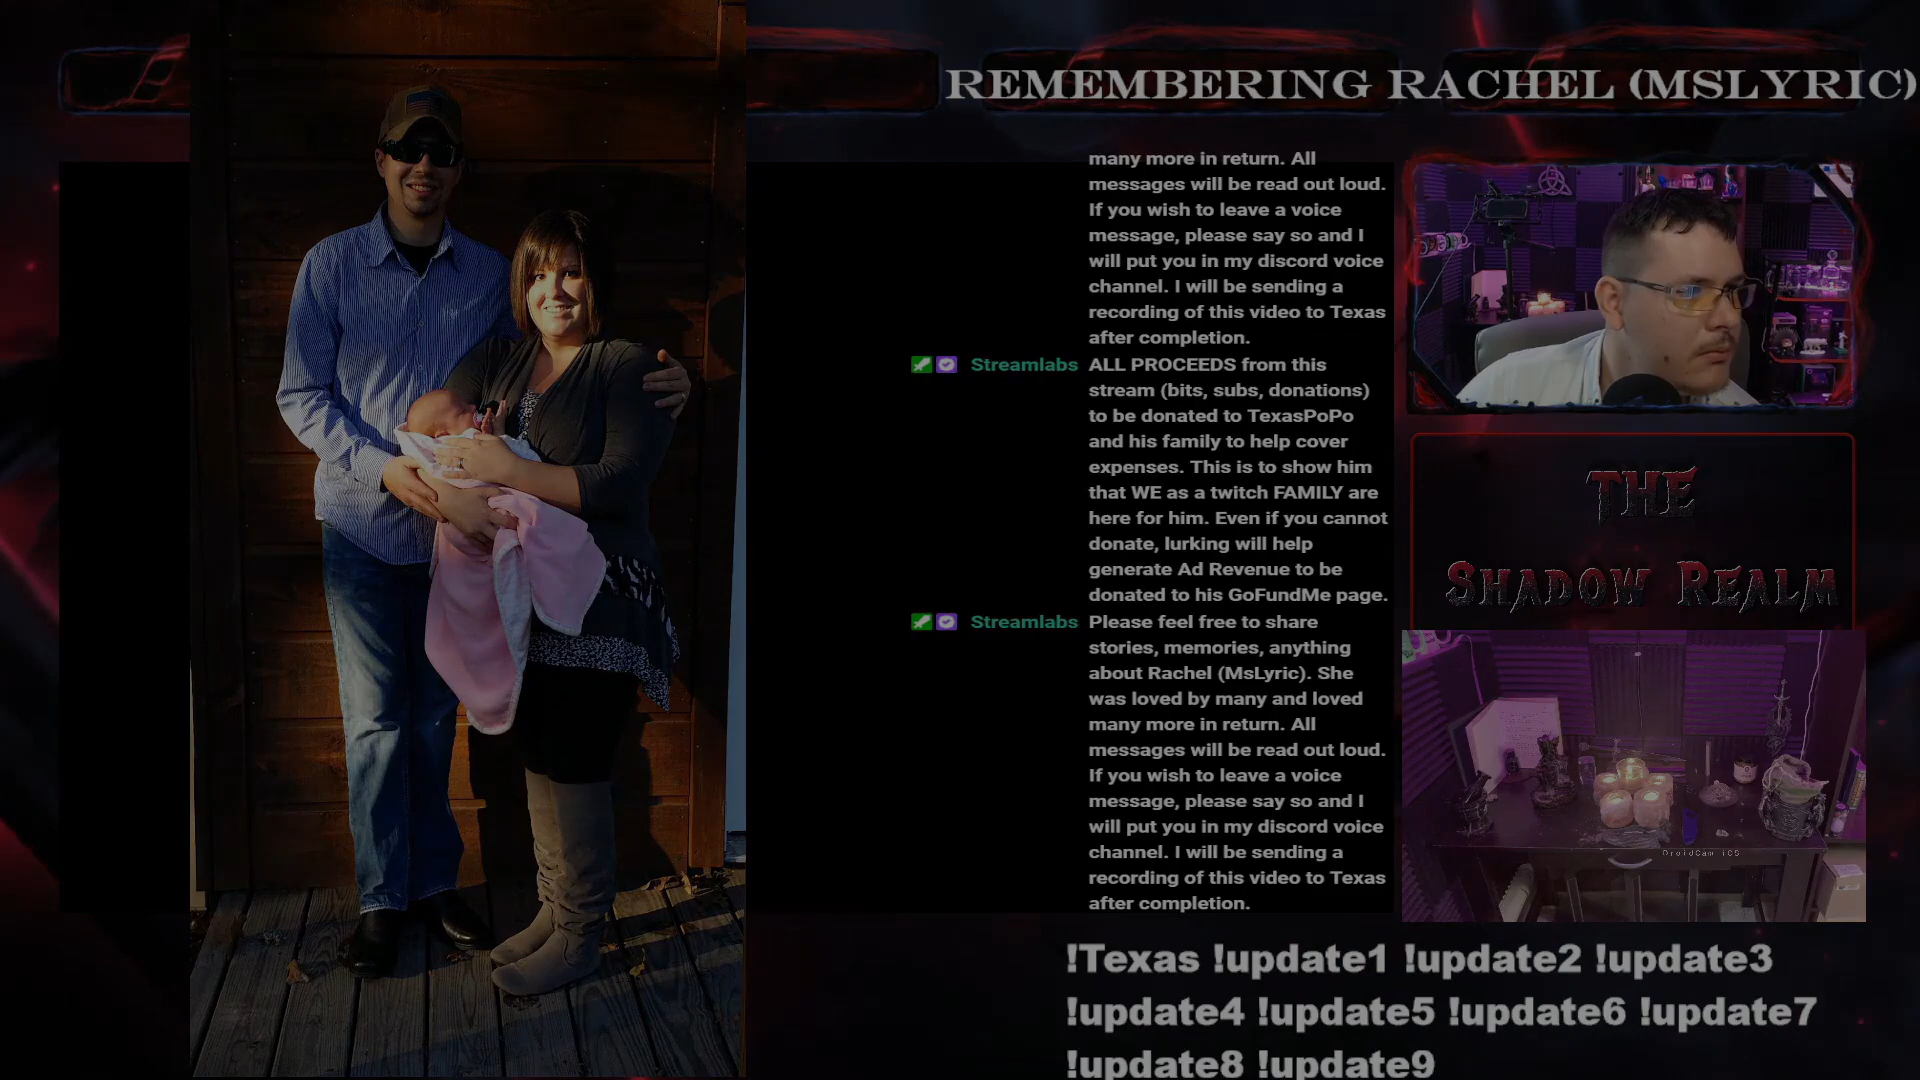 REMEMBERING RACHEL (MSLYRIC)
many more in return. All
messages will be read out loud.
If you wish to leave a voice
message, please say so and I
will put you in my discord voice
channel. I will be sending a
recording of this video to Texas
after completion.
Streamlabs ALL PROCEEDS from this
stream (bits, subs, donations)
to be donated to TexasPoPo
and his family to help cover
expenses. This is to show him
that WE as a twitch FAMILY are
here for him. Even if you cannot
donate, lurking will help
generate Ad Revenue to be
donated to his GoFundMe page.
Streamlabs Please feel free to share
stories, memories, anything
about Rachel (MsLyric). She
was loved by many and loved
many more in return. All
messages will be read out loud.
If you wish to leave a voice
message, please say so and I
will put you in my discord voice
channel. I will be sending a
recording of this video to Texas
after completion.
THE
SHADOW REALM
DroidCam iOS
!Texas !update1 !update2 !update3
!update4 !update5 !update6 !update7
!update8 !update9